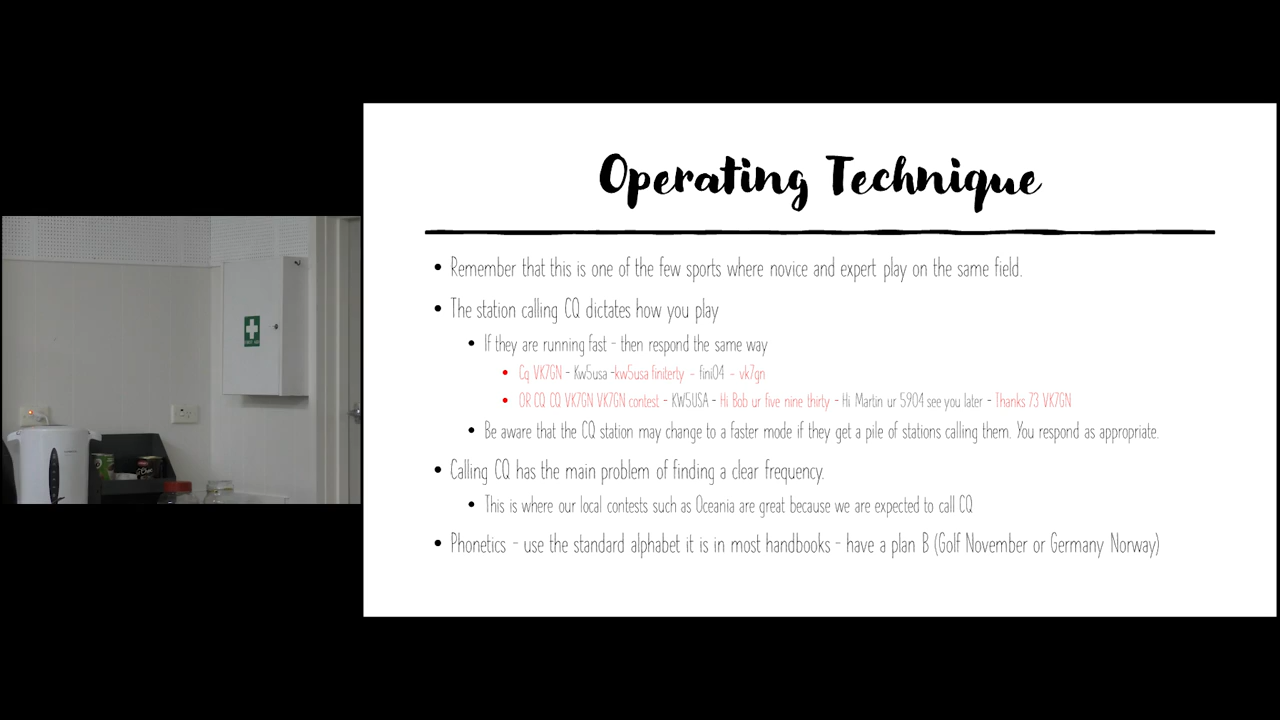 Operating Technique
Remember that this is one of the few sports where novice and expert play on the same field.
The station calling CQ dictates how you play
If they are running fast - then respond the same way
Cq VK7GN - Kw5usa -kw5usa finiterty - fini04 - vk7gn
OR CQ CQ VK7GN VK7GN contest - KW5USA - Hi Bob ur five nine thirty - Hi Martin ur 5904 see you later - Thanks 73 VK7GN
Be aware that the CQ station may change to a faster mode if they get a pile of stations calling them. You respond as appropriate.
Calling CQ has the main problem of finding a clear frequency.
This is where our local contests such as Oceania are great because we are expected to call CQ
Phonetics - use the standard alphabet it is in most handbooks - have a plan B (Golf November or Germany Norway)